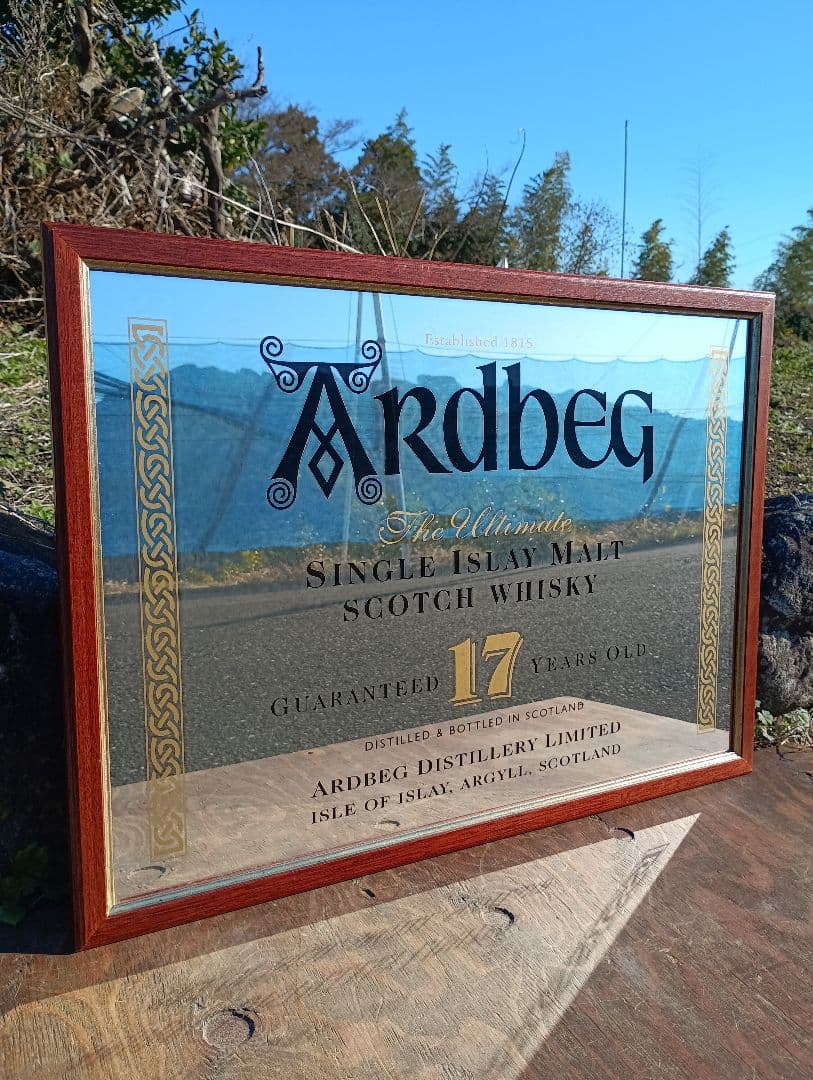 Established 1815
Ardbeg
The Ultimate
SINGLE ISLAY MALT
SCOTCH WHISKY
GUARANTEED 17 YEARS OLD
DISTILLED & BOTTLED IN SCOTLAND
ARDBEG DISTILLERY LIMITED
ISLE OF ISLAY, ARGYLL, SCOTLAND